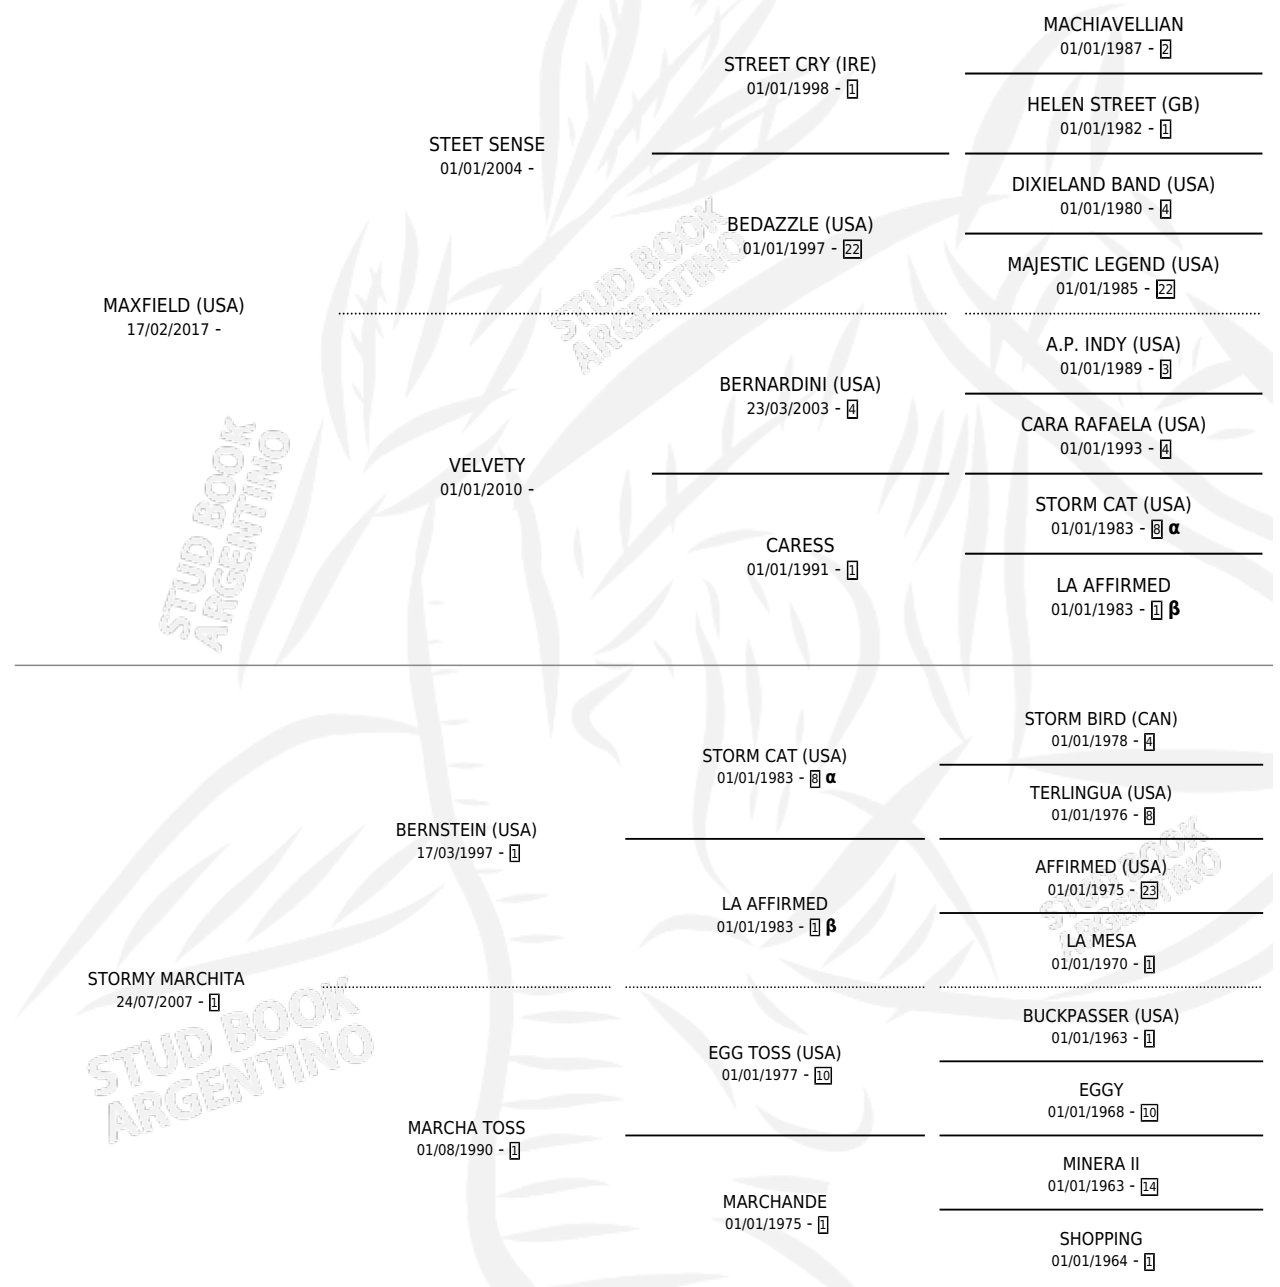 MACHIAVELLIAN
01/01/1987 - 2
STREET CRY (IRE)
01/01/1998 - 1
HELEN STREET (GB)
01/01/1982 - 1
STEET SENSE
01/01/2004 -
DIXIELAND BAND (USA)
01/01/1980 - 4
BEDAZZLE (USA)
01/01/1997 - 22
MAJESTIC LEGEND (USA)
01/01/1985 - 22
MAXFIELD (USA)
17/02/2017 -
A.P. INDY (USA)
01/01/1989 - 3
BERNARDINI (USA)
23/03/2003 - 4
CARA RAFAELA (USA)
01/01/1993 - 4
VELVETY
01/01/2010 -
STORM CAT (USA)
01/01/1983 - 8 α
CARESS
01/01/1991 - 1
LA AFFIRMED
01/01/1983 - 1 β
STORM BIRD (CAN)
01/01/1978 - 4
STORM CAT (USA)
01/01/1983 - 8 α
TERLINGUA (USA)
01/01/1976 - 8
BERNSTEIN (USA)
17/03/1997 - 1
AFFIRMED (USA)
01/01/1975 - 23
LA AFFIRMED
01/01/1983 - 1 β
LA MESA
01/01/1970 - 1
STORMY MARCHITA
24/07/2007 - 1
BUCKPASSER (USA)
01/01/1963 - 1
EGG TOSS (USA)
01/01/1977 - 10
EGGY
01/01/1968 - 10
MARCHA TOSS
01/08/1990 - 1
MINERA II
01/01/1963 - 14
MARCHANDE
01/01/1975 - 1
SHOPPING
01/01/1964 - 1
STUD BOOK
ARGENTINO
STUD BOOK
ARGENTINO
STUD BOOK
ARGENTINO
STUD BOOK
ARGENTINO